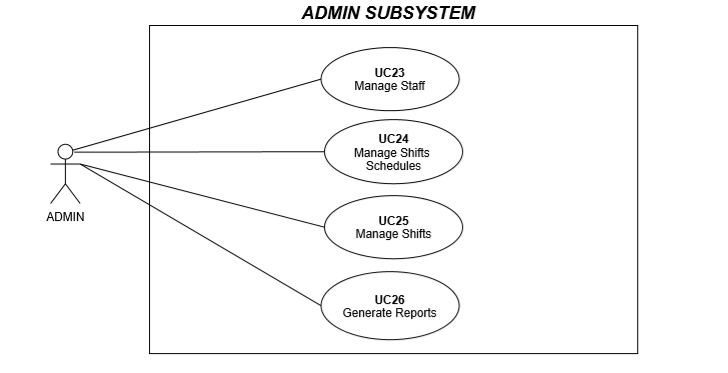 ADMIN SUBSYSTEM
UC23
Manage Staff
UC24
Manage Shifts
Schedules
ADMIN
UC25
Manage Shifts
UC26
Generate Reports